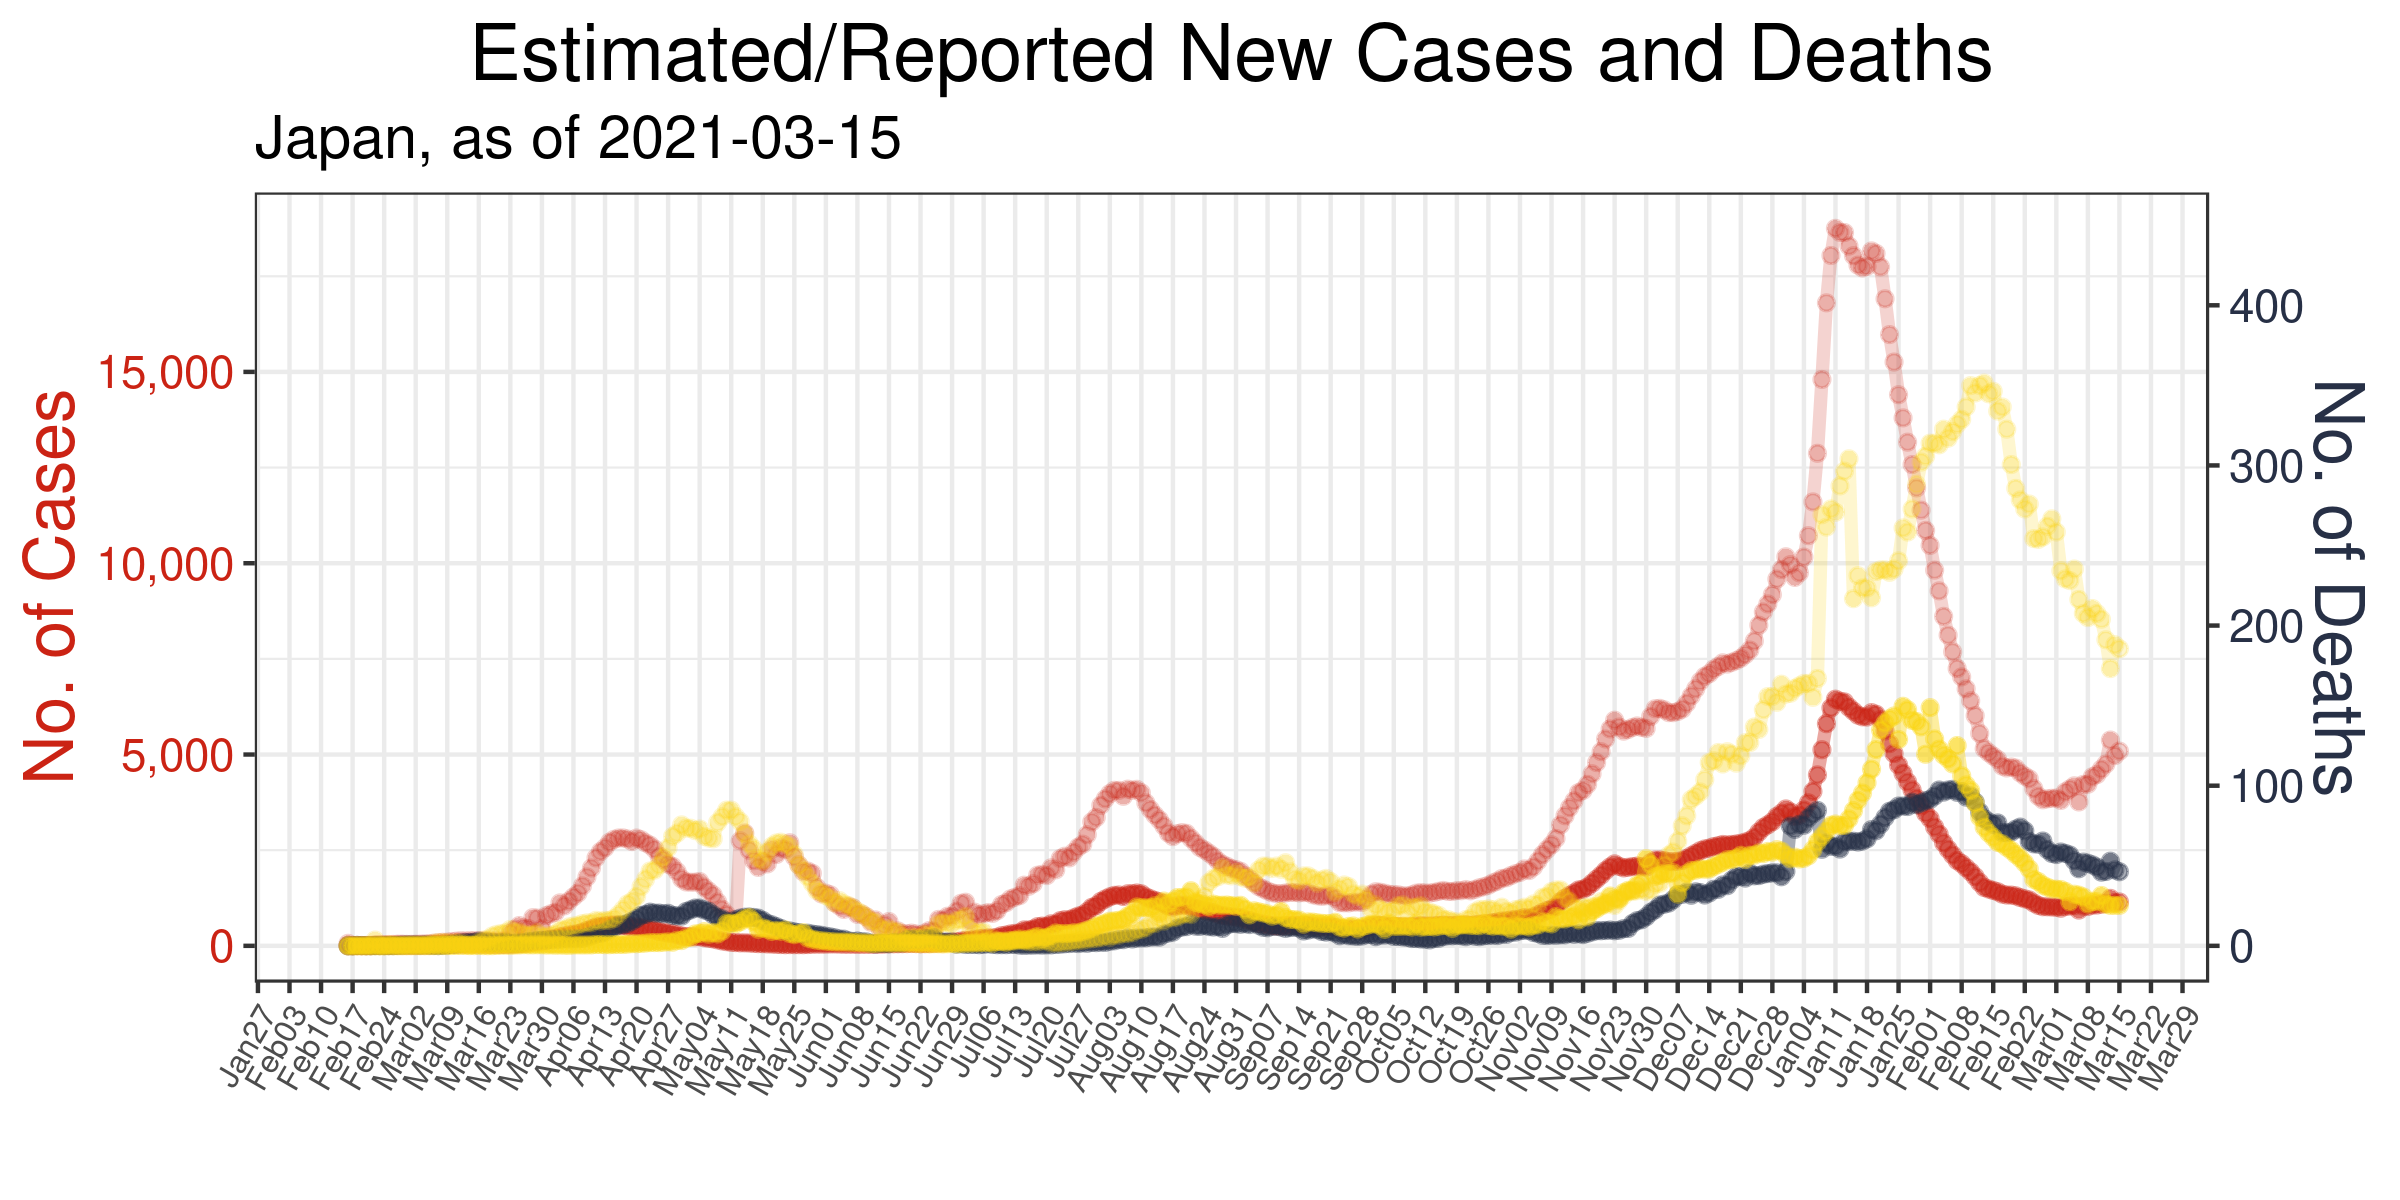 Estimated/Reported New Cases and Deaths
Japan, as of 2021-03-15
No. of Cases
15,000
10,000
5,000
0
400
300
200
100
0
No. of Deaths
Jan27
Feb03
Feb10
Feb17
Feb24
Mar02
Mar09
Mar16
Mar23
Mar30
Apr06
Apr13
Apr20
Apr27
May04
May11
May18
May25
Jun01
Jun08
Jun15
Jun22
Jun29
Jul06
Jul13
Jul20
Jul27
Aug03
Aug10
Aug17
Aug24
Aug31
Sep07
Sep14
Sep21
Sep28
Oct05
Oct12
Oct19
Oct26
Nov02
Nov09
Nov16
Nov23
Nov30
Dec07
Dec14
Dec21
Dec28
Jan04
Jan11
Jan18
Jan25
Feb01
Feb08
Feb15
Feb22
Mar01
Mar08
Mar15
Mar22
Mar29